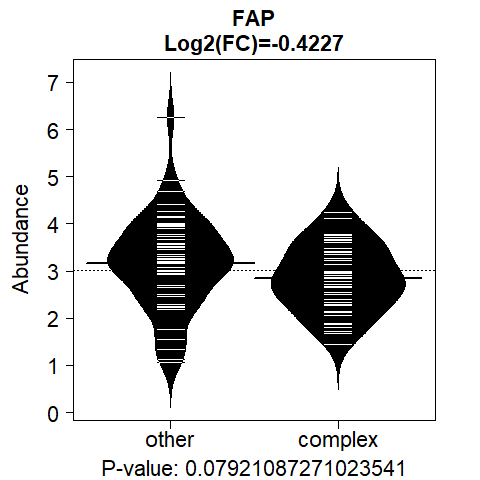 FAP
Log2(FC)=-0.4227
Abundance
7
6
5
4
3
2
1
0
other
complex
P-value: 0.07921087271023541